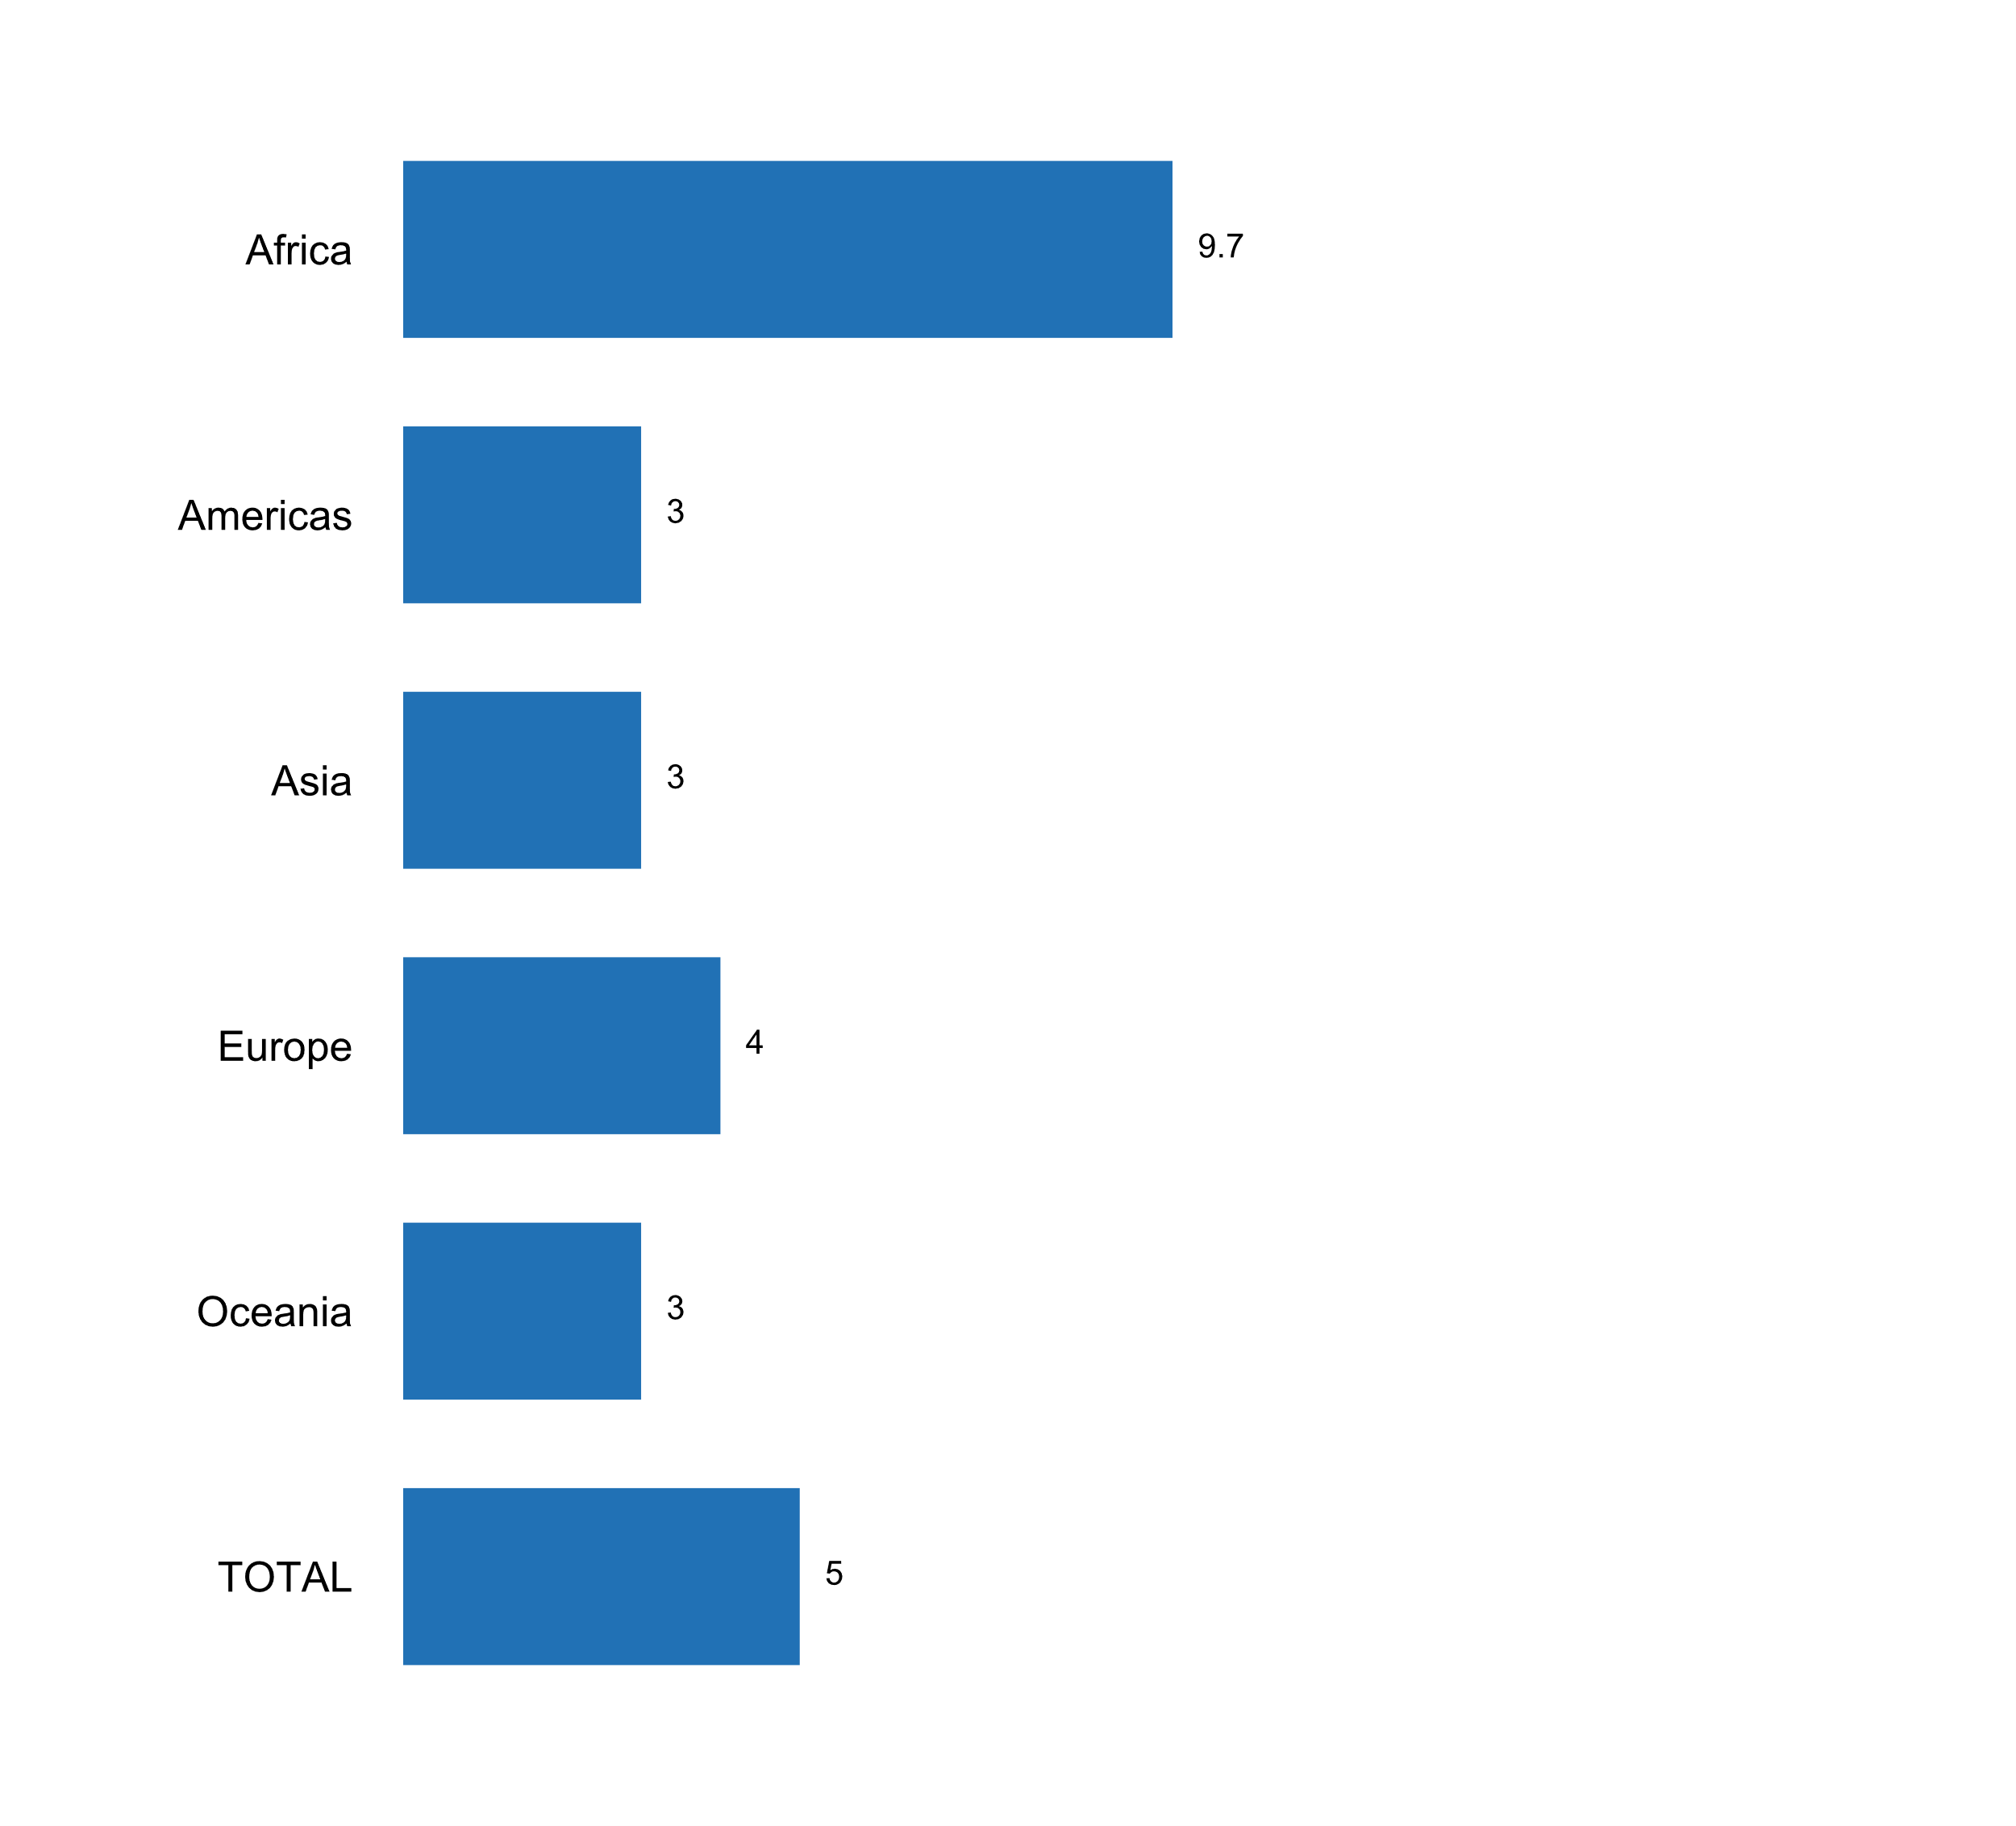 Africa 9.7
Americas 3
Asia 3
Europe 4
Oceania 3
TOTAL 5